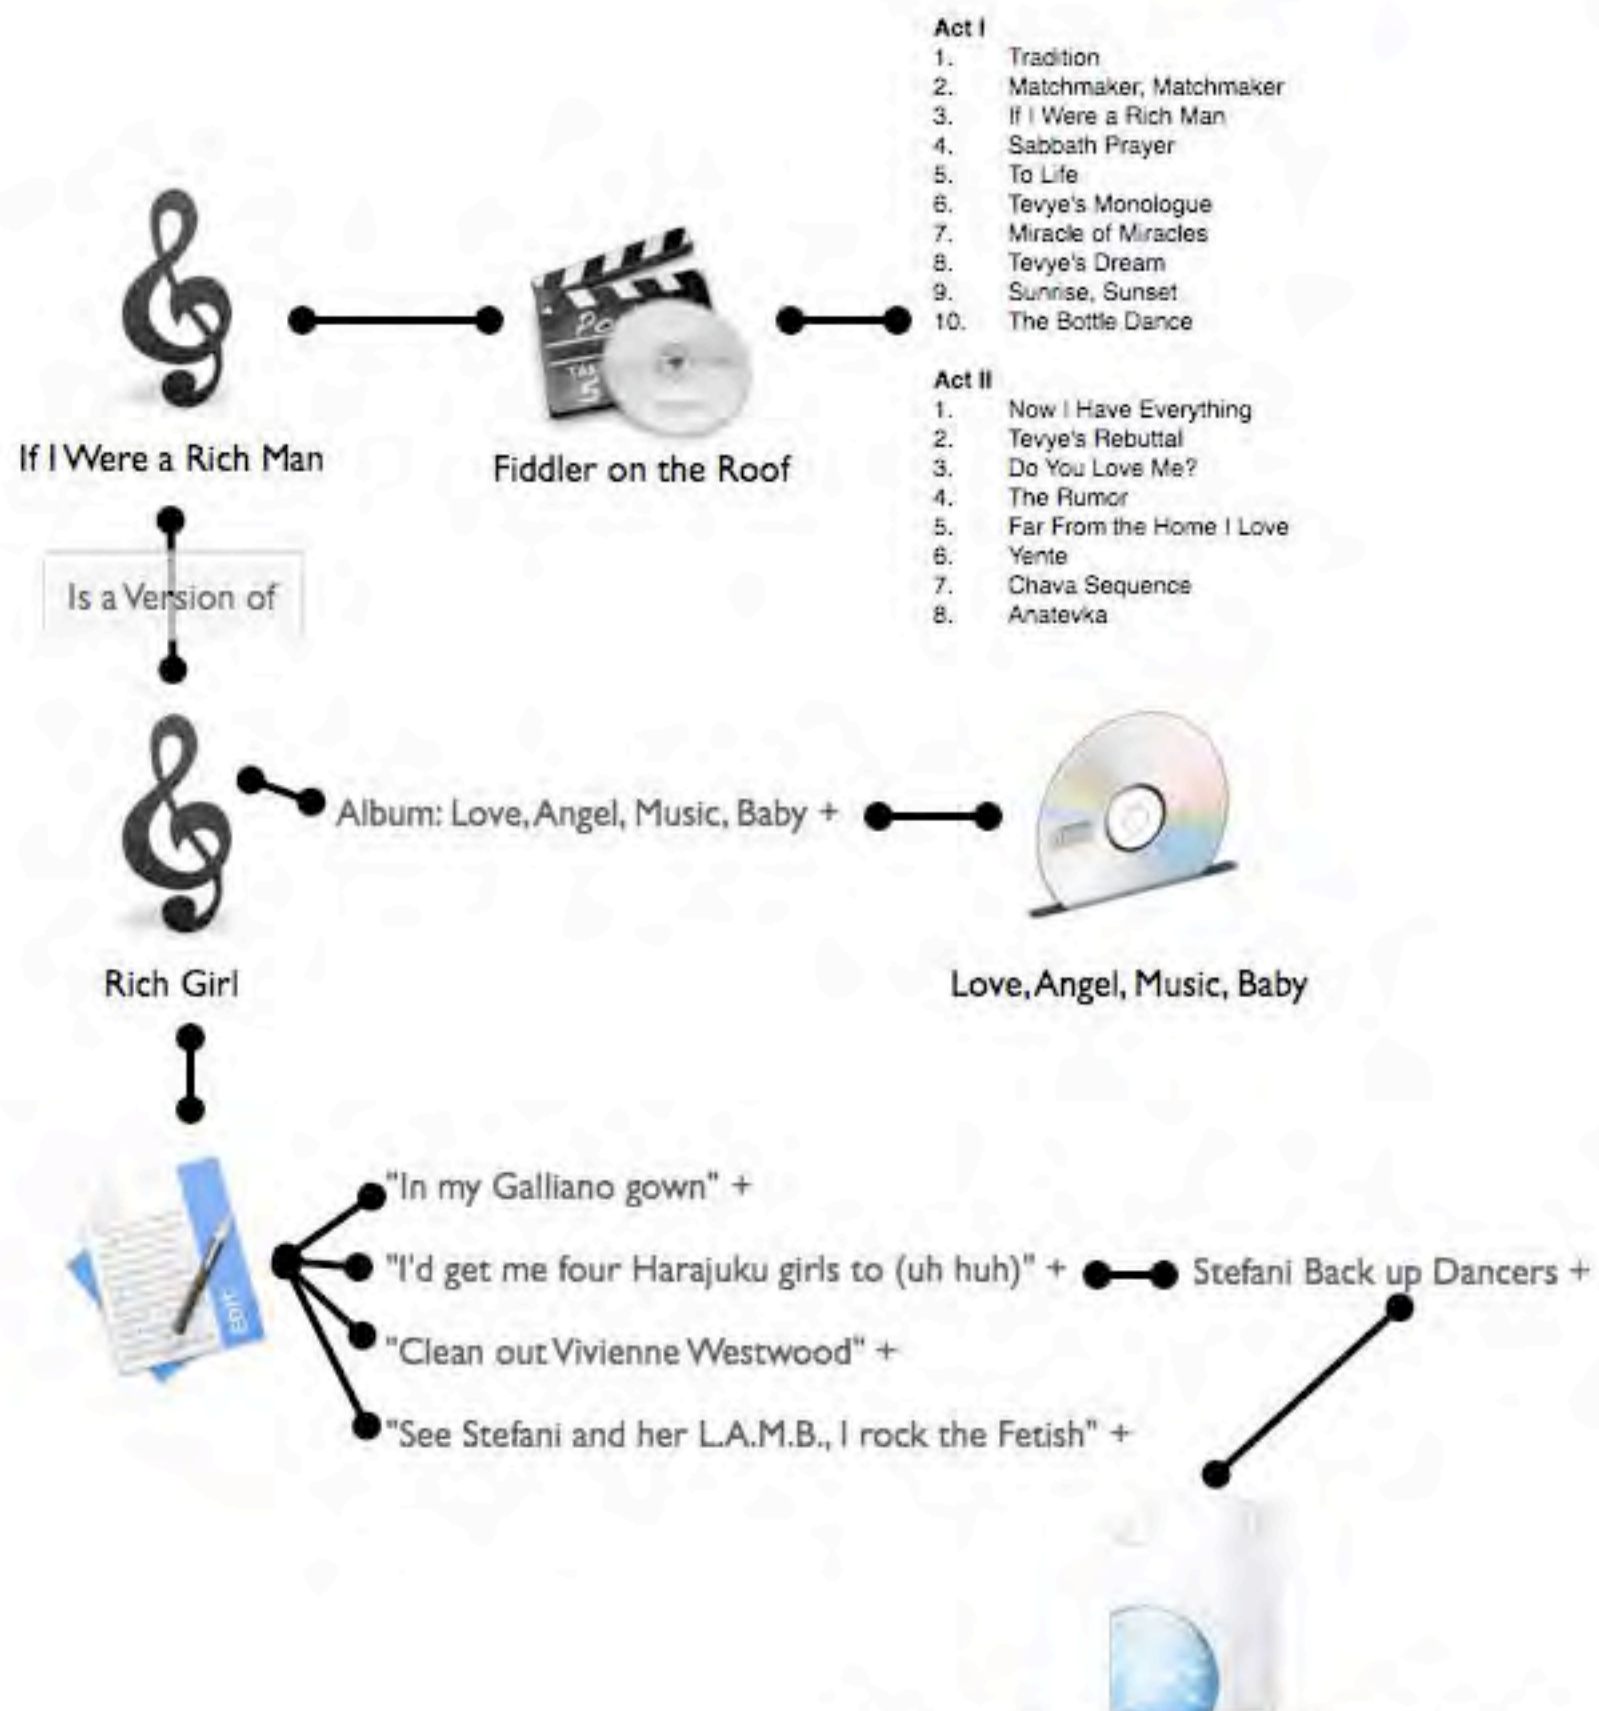 Act I
1. Tradition
2. Matchmaker, Matchmaker
3. If I Were a Rich Man
4. Sabbath Prayer
5. To Life
6. Tevye's Monologue
7. Miracle of Miracles
8. Tevye's Dream
9. Sunrise, Sunset
10. The Bottle Dance
Act II
1. Now I Have Everything
2. Tevye's Rebuttal
3. Do You Love Me?
4. The Rumor
5. Far From the Home I Love
6. Yente
7. Chava Sequence
8. Anatevka
If I Were a Rich Man
Fiddler on the Roof
Is a Version of
Album: Love, Angel, Music, Baby +
Rich Girl
Love, Angel, Music, Baby
"In my Galliano gown" +
"I'd get me four Harajuku girls to (uh huh)" +
Stefani Back up Dancers +
"Clean out Vivienne Westwood" +
"See Stefani and her L.A.M.B., I rock the Fetish" +